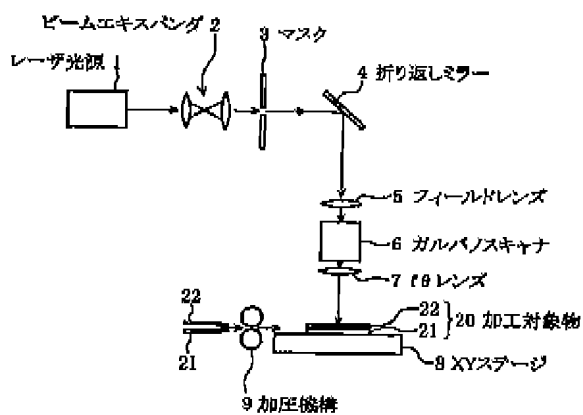 ビームエキスパンダ 2
3 マスク
レーザ光源 1
4 折り返しミラー
5 フィールドレンズ
6 ガルバノスキャナ
7 fθレンズ
22
22
20 加工対象物
21
21
8 XYステージ
9 加圧機構